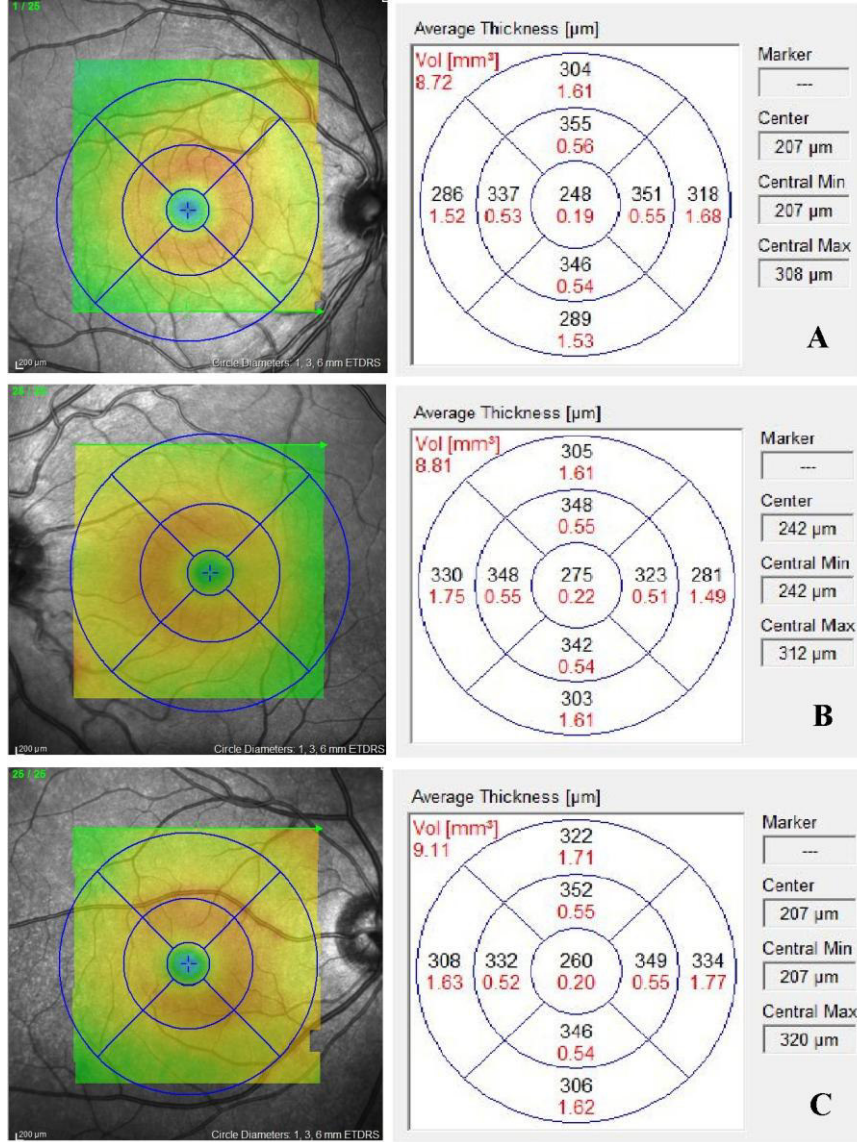 1 / 25
200 µm
Circle Diameters: 1, 3, 6 mm ETDRS
Average Thickness [µm]
Vol [mm³]
8.72
304
1.61
355
0.56
286 337 248 351 318
1.52 0.53 0.19 0.55 1.68
346
0.54
289
1.53
Marker
---
Center
207 µm
Central Min
207 µm
Central Max
308 µm
A
200 µm
Circle Diameters: 1, 3, 6 mm ETDRS
Average Thickness [µm]
Vol [mm³]
8.81
305
1.61
348
0.55
330 348 275 323 281
1.75 0.55 0.22 0.51 1.49
342
0.54
303
1.61
Marker
---
Center
242 µm
Central Min
242 µm
Central Max
312 µm
B
25 / 25
200 µm
Circle Diameters: 1, 3, 6 mm ETDRS
Average Thickness [µm]
Vol [mm³]
9.11
322
1.71
352
0.55
308 332 260 349 334
1.63 0.52 0.20 0.55 1.77
346
0.54
306
1.62
Marker
---
Center
207 µm
Central Min
207 µm
Central Max
320 µm
C